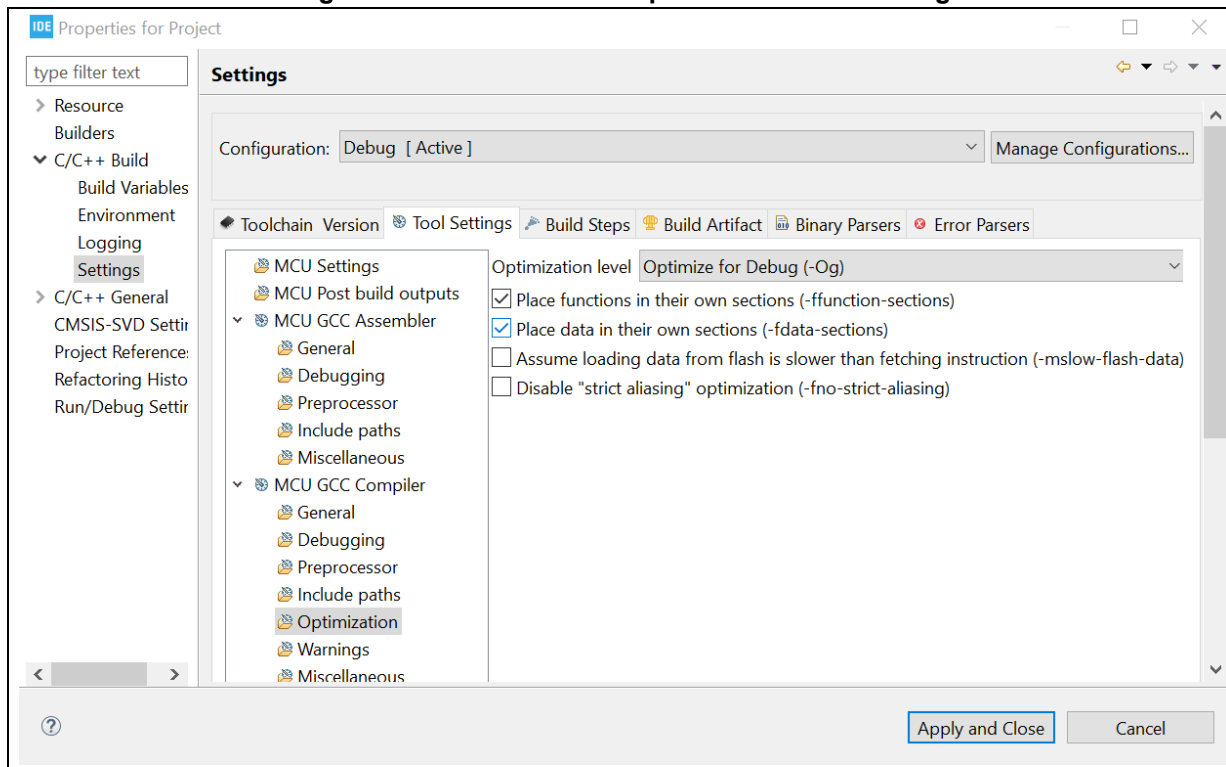 IDE Properties for Project
type filter text
Settings
Resource
Builders
C/C++ Build
Build Variables
Environment
Logging
Settings
C/C++ General
CMSIS-SVD Settir
Project Reference:
Refactoring Histo
Run/Debug Settir
Configuration: Debug [ Active ]
Manage Configurations...
Toolchain Version Tool Settings Build Steps Build Artifact Binary Parsers Error Parsers
MCU Settings
MCU Post build outputs
MCU GCC Assembler
General
Debugging
Preprocessor
Include paths
Miscellaneous
MCU GCC Compiler
General
Debugging
Preprocessor
Include paths
Optimization
Warnings
Miscellaneous
Optimization level Optimize for Debug (-Og)
Place functions in their own sections (-ffunction-sections)
Place data in their own sections (-fdata-sections)
Assume loading data from flash is slower than fetching instruction (-mslow-flash-data)
Disable "strict aliasing" optimization (-fno-strict-aliasing)
? Apply and Close Cancel